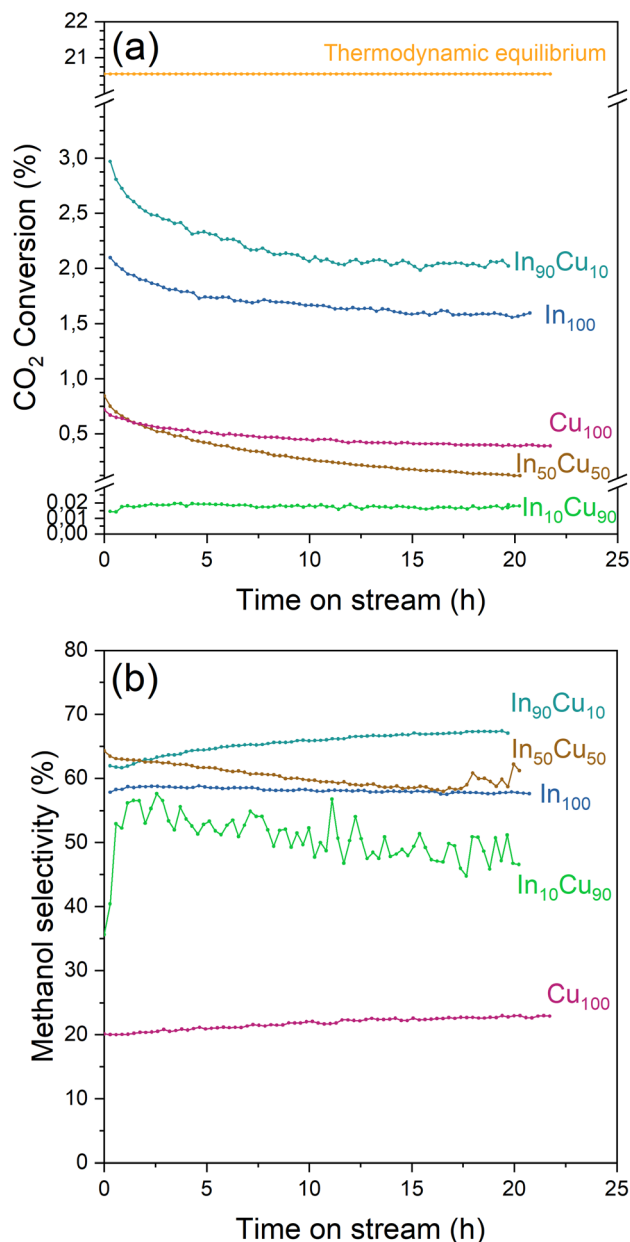 (a)
Thermodynamic equilibrium
22
21
3,0
2,5
2,0
1,5
1,0
0,5
0,02
0,01
0,00
CO₂ Conversion (%)
In₉₀Cu₁₀
In₁₀₀
Cu₁₀₀
In₅₀Cu₅₀
In₁₀Cu₉₀
0 5 10 15 20
Time on stream (h)
(b)
80
70
60
50
40
30
20
10
0
Methanol selectivity (%)
In₉₀Cu₁₀
In₅₀Cu₅₀
In₁₀₀
In₁₀Cu₉₀
Cu₁₀₀
0 5 10 15 20
Time on stream (h)